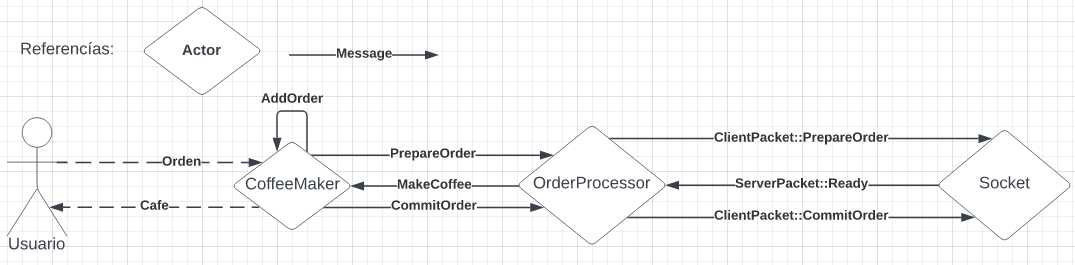 Referencías:
Actor
Message
AddOrder
Orden
PrepareOrder
ClientPacket::PrepareOrder
CoffeeMaker
MakeCoffee
OrderProcessor
ServerPacket::Ready
Socket
Cafe
CommitOrder
ClientPacket::CommitOrder
Usuario